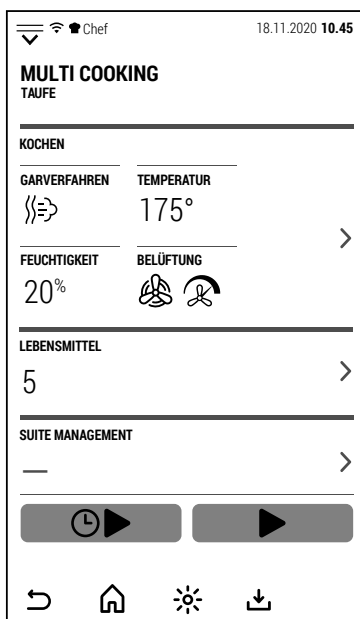 Chef 18.11.2020 10.45
MULTI COOKING
TAUFE
KOCHEN
GARVERFAHREN TEMPERATUR
175°
FEUCHTIGKEIT BELÜFTUNG
20%
LEBENSMITTEL
5
SUITE MANAGEMENT
—